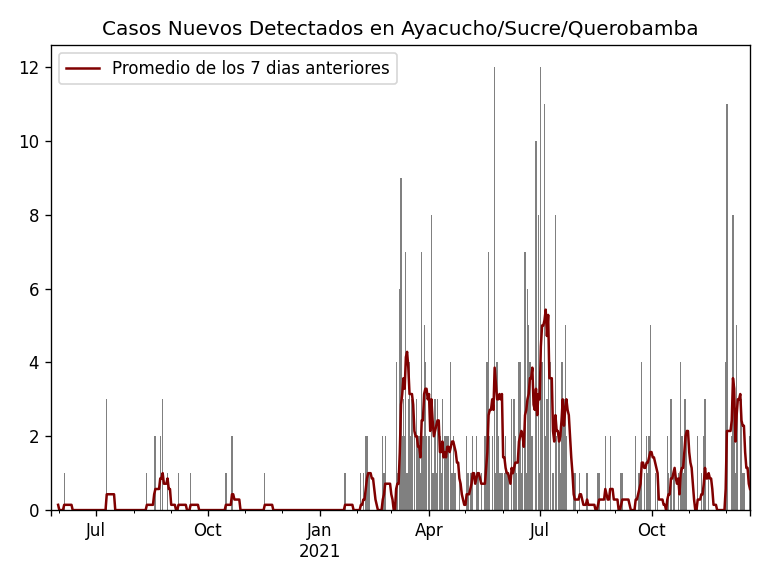 Casos Nuevos Detectados en Ayacucho/Sucre/Querobamba
Promedio de los 7 dias anteriores
12
10
8
6
4
2
0
Jul
Oct
Jan
Apr
Jul
Oct
2021